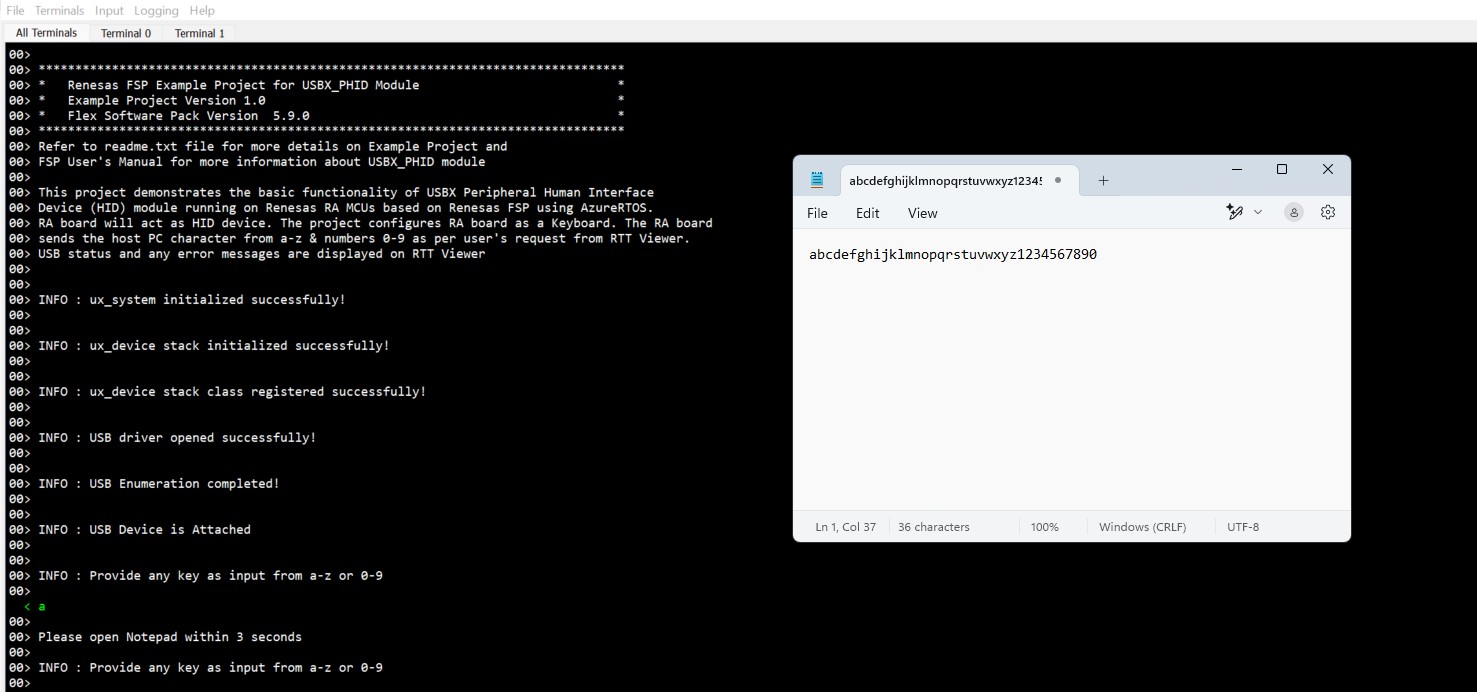 File Terminals Input Logging Help
All Terminals Terminal 0 Terminal 1
00>
00> ********************************************************************************
00> *   Renesas FSP Example Project for USBX_PHID Module                           *
00> *   Example Project Version 1.0                                                *
00> *   Flex Software Pack Version  5.9.0                                          *
00> ********************************************************************************
00> Refer to readme.txt file for more details on Example Project and
00> FSP User's Manual for more information about USBX_PHID module
00>
00> This project demonstrates the basic functionality of USBX Peripheral Human Interface
00> Device (HID) module running on Renesas RA MCUs based on Renesas FSP using AzureRTOS.
00> RA board will act as HID device. The project configures RA board as a Keyboard. The RA board
00> sends the host PC character from a-z & numbers 0-9 as per user's request from RTT Viewer.
00> USB status and any error messages are displayed on RTT Viewer
00>
00>
00> INFO : ux_system initialized successfully!
00>
00>
00> INFO : ux_device stack initialized successfully!
00>
00>
00> INFO : ux_device stack class registered successfully!
00>
00>
00> INFO : USB driver opened successfully!
00>
00>
00> INFO : USB Enumeration completed!
00>
00>
00> INFO : USB Device is Attached
00>
00>
00> INFO : Provide any key as input from a-z or 0-9
00>
< a
00>
00> Please open Notepad within 3 seconds
00>
00> INFO : Provide any key as input from a-z or 0-9
00>
abcdefghijklmnopqrstuvwxyz1234
File Edit View
abcdefghijklmnopqrstuvwxyz1234567890
Ln 1, Col 37 36 characters 100% Windows (CRLF) UTF-8